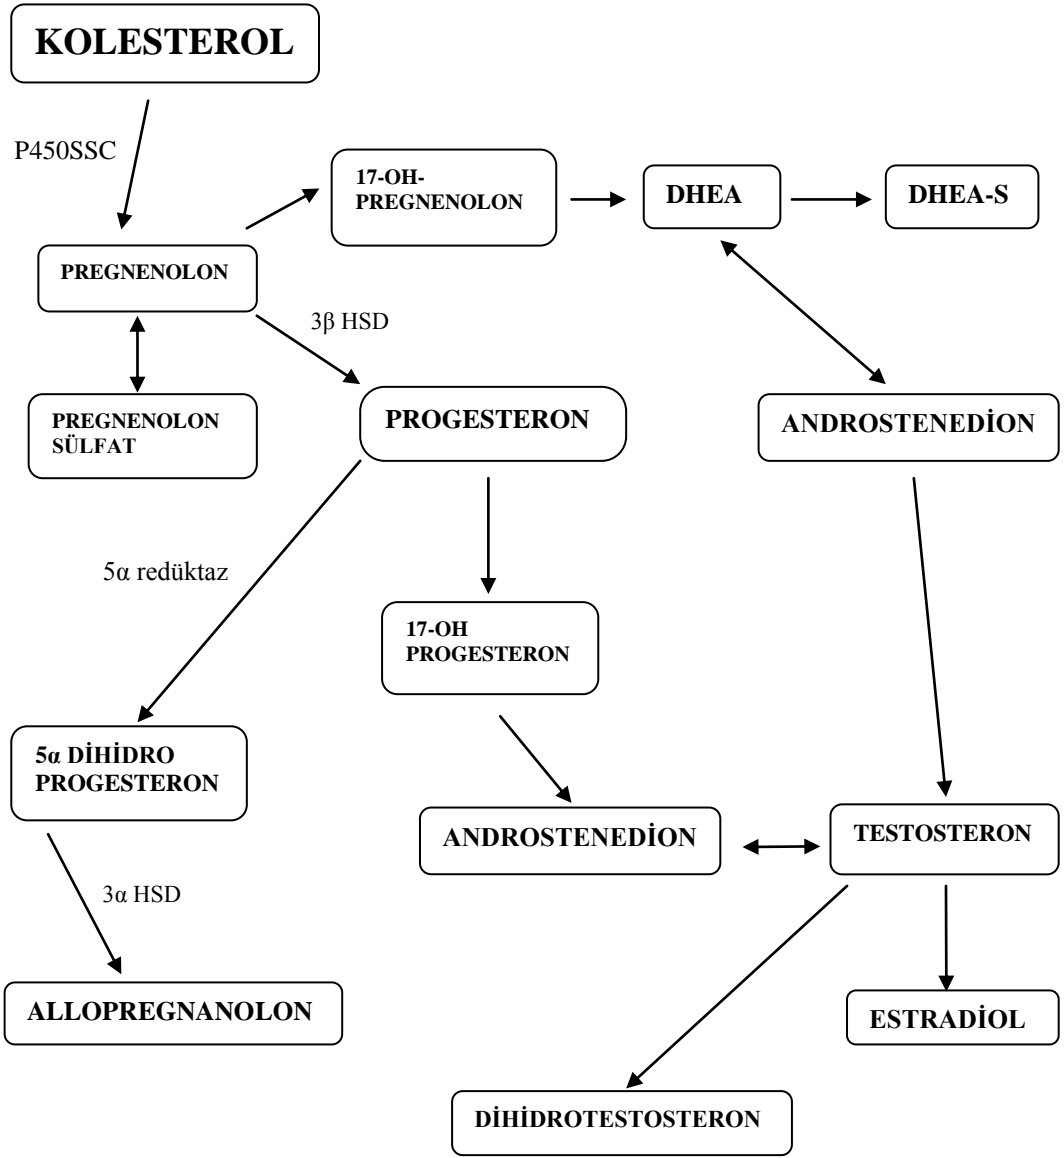 KOLESTEROL
P450SSC
17-OH-
PREGNENOLON
DHEA
DHEA-S
PREGNENOLON
3β HSD
PREGNENOLON
SÜLFAT
PROGESTERON
ANDROSTENEDİON
5α redüktaz
17-OH
PROGESTERON
5α DİHİDRO
PROGESTERON
ANDROSTENEDİON
TESTOSTERON
3α HSD
ALLOPREGNANOLON
ESTRADİOL
DİHİDROTESTOSTERON